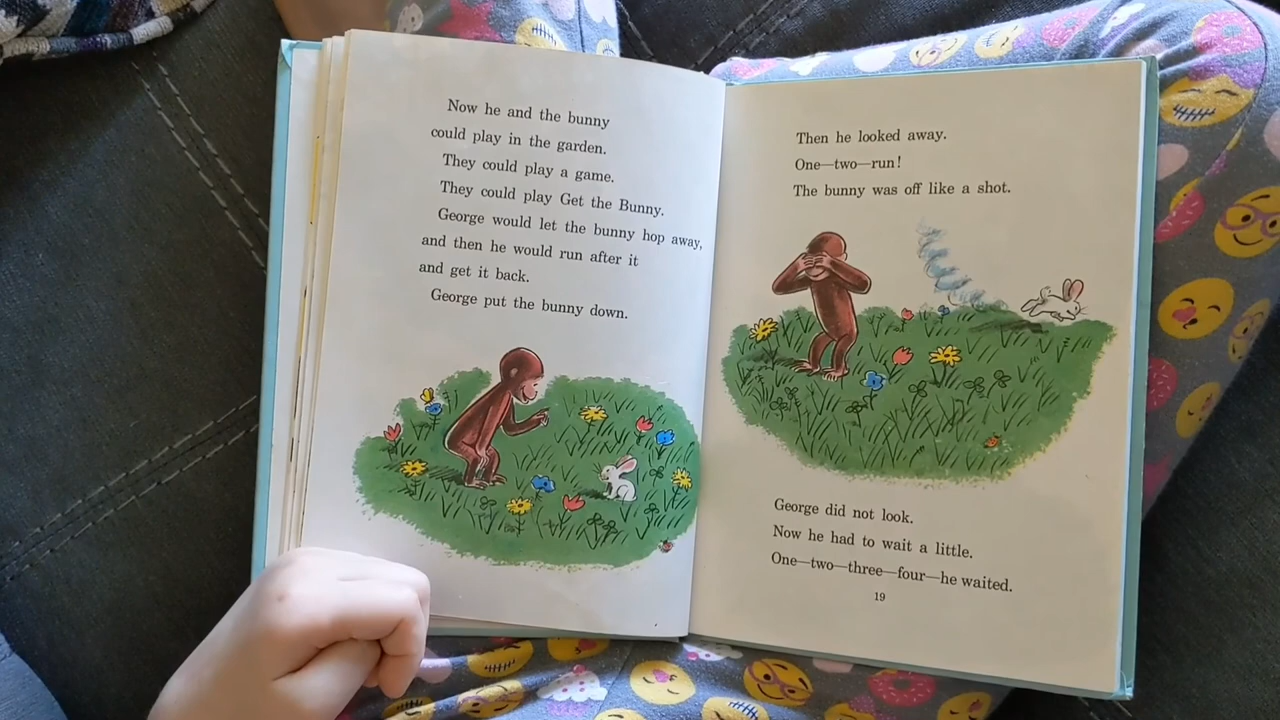 Now he and the bunny
could play in the garden.
They could play a game.
They could play Get the Bunny.
George would let the bunny hop away,
and then he would run after it
and get it back.
George put the bunny down.
Then he looked away.
One—two—run!
The bunny was off like a shot.
George did not look.
Now he had to wait a little.
One—two—three—four—he waited.
19